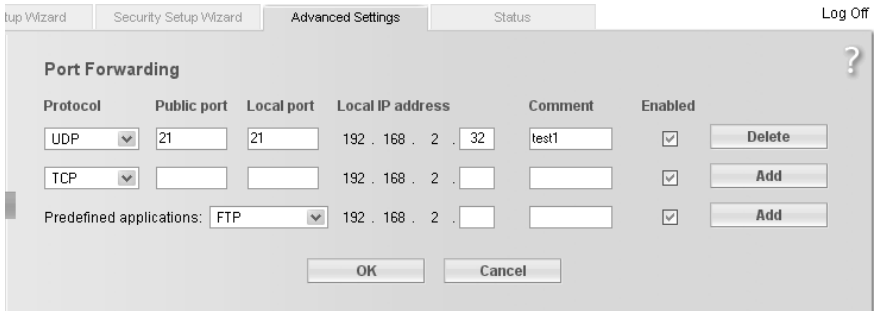 tup Wizard Security Setup Wizard Advanced Settings Status Log Off
Port Forwarding ?
Protocol Public port Local port Local IP address Comment Enabled
UDP 21 21 192 . 168 . 2 . 32 test1 Delete
TCP 192 . 168 . 2 . Add
Predefined applications: FTP 192 . 168 . 2 . Add
OK Cancel